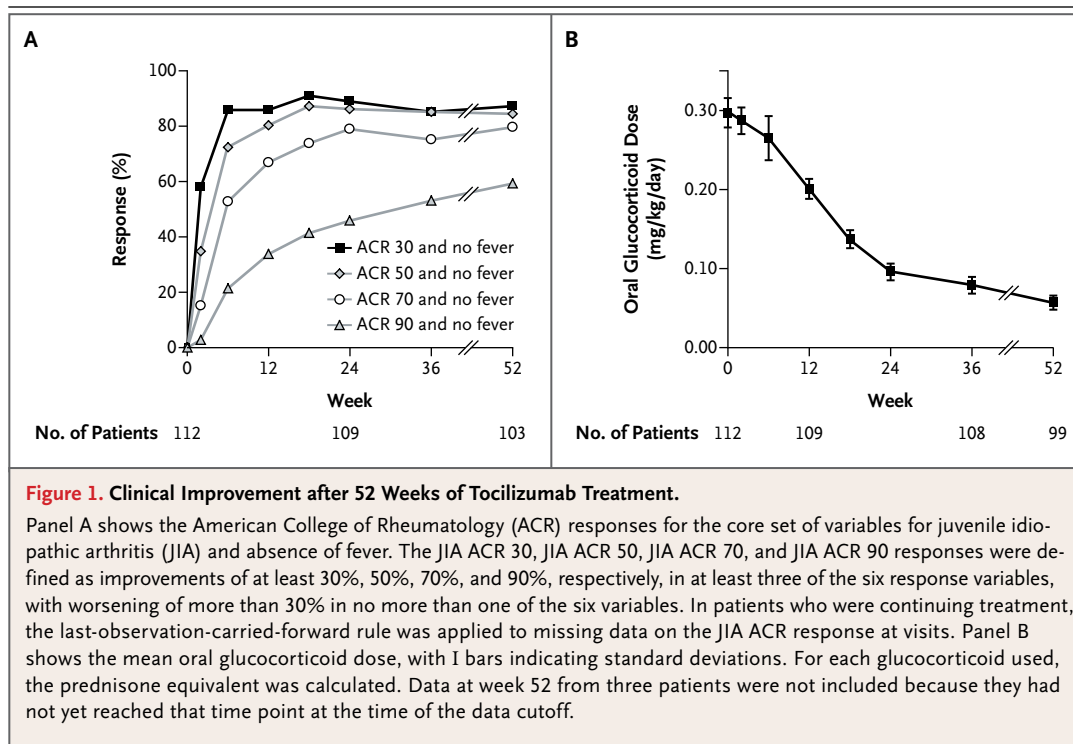 A
100
80
60
40
20
0
Response (%)
ACR 30 and no fever
ACR 50 and no fever
ACR 70 and no fever
ACR 90 and no fever
0 12 24 36 52
Week
No. of Patients 112 109 103
B
0.30
0.20
0.10
0.00
Oral Glucocorticoid Dose
(mg/kg/day)
0 12 24 36 52
Week
No. of Patients 112 109 108 99
Figure 1. Clinical Improvement after 52 Weeks of Tocilizumab Treatment.
Panel A shows the American College of Rheumatology (ACR) responses for the core set of variables for juvenile idio-
pathic arthritis (JIA) and absence of fever. The JIA ACR 30, JIA ACR 50, JIA ACR 70, and JIA ACR 90 responses were de-
fined as improvements of at least 30%, 50%, 70%, and 90%, respectively, in at least three of the six response variables,
with worsening of more than 30% in no more than one of the six variables. In patients who were continuing treatment,
the last-observation-carried-forward rule was applied to missing data on the JIA ACR response at visits. Panel B
shows the mean oral glucocorticoid dose, with I bars indicating standard deviations. For each glucocorticoid used,
the prednisone equivalent was calculated. Data at week 52 from three patients were not included because they had
not yet reached that time point at the time of the data cutoff.